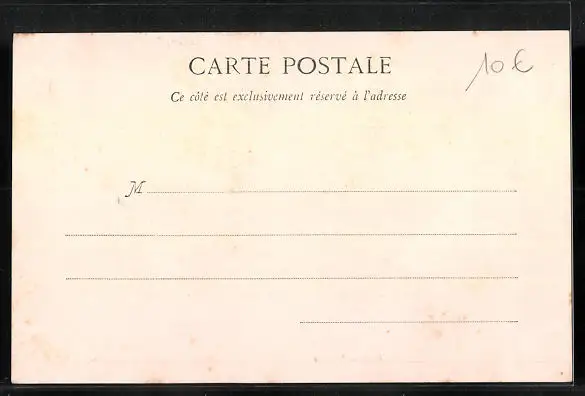 CARTE POSTALE
10 €
Ce côté est exclusivement réservé à l'adresse
M